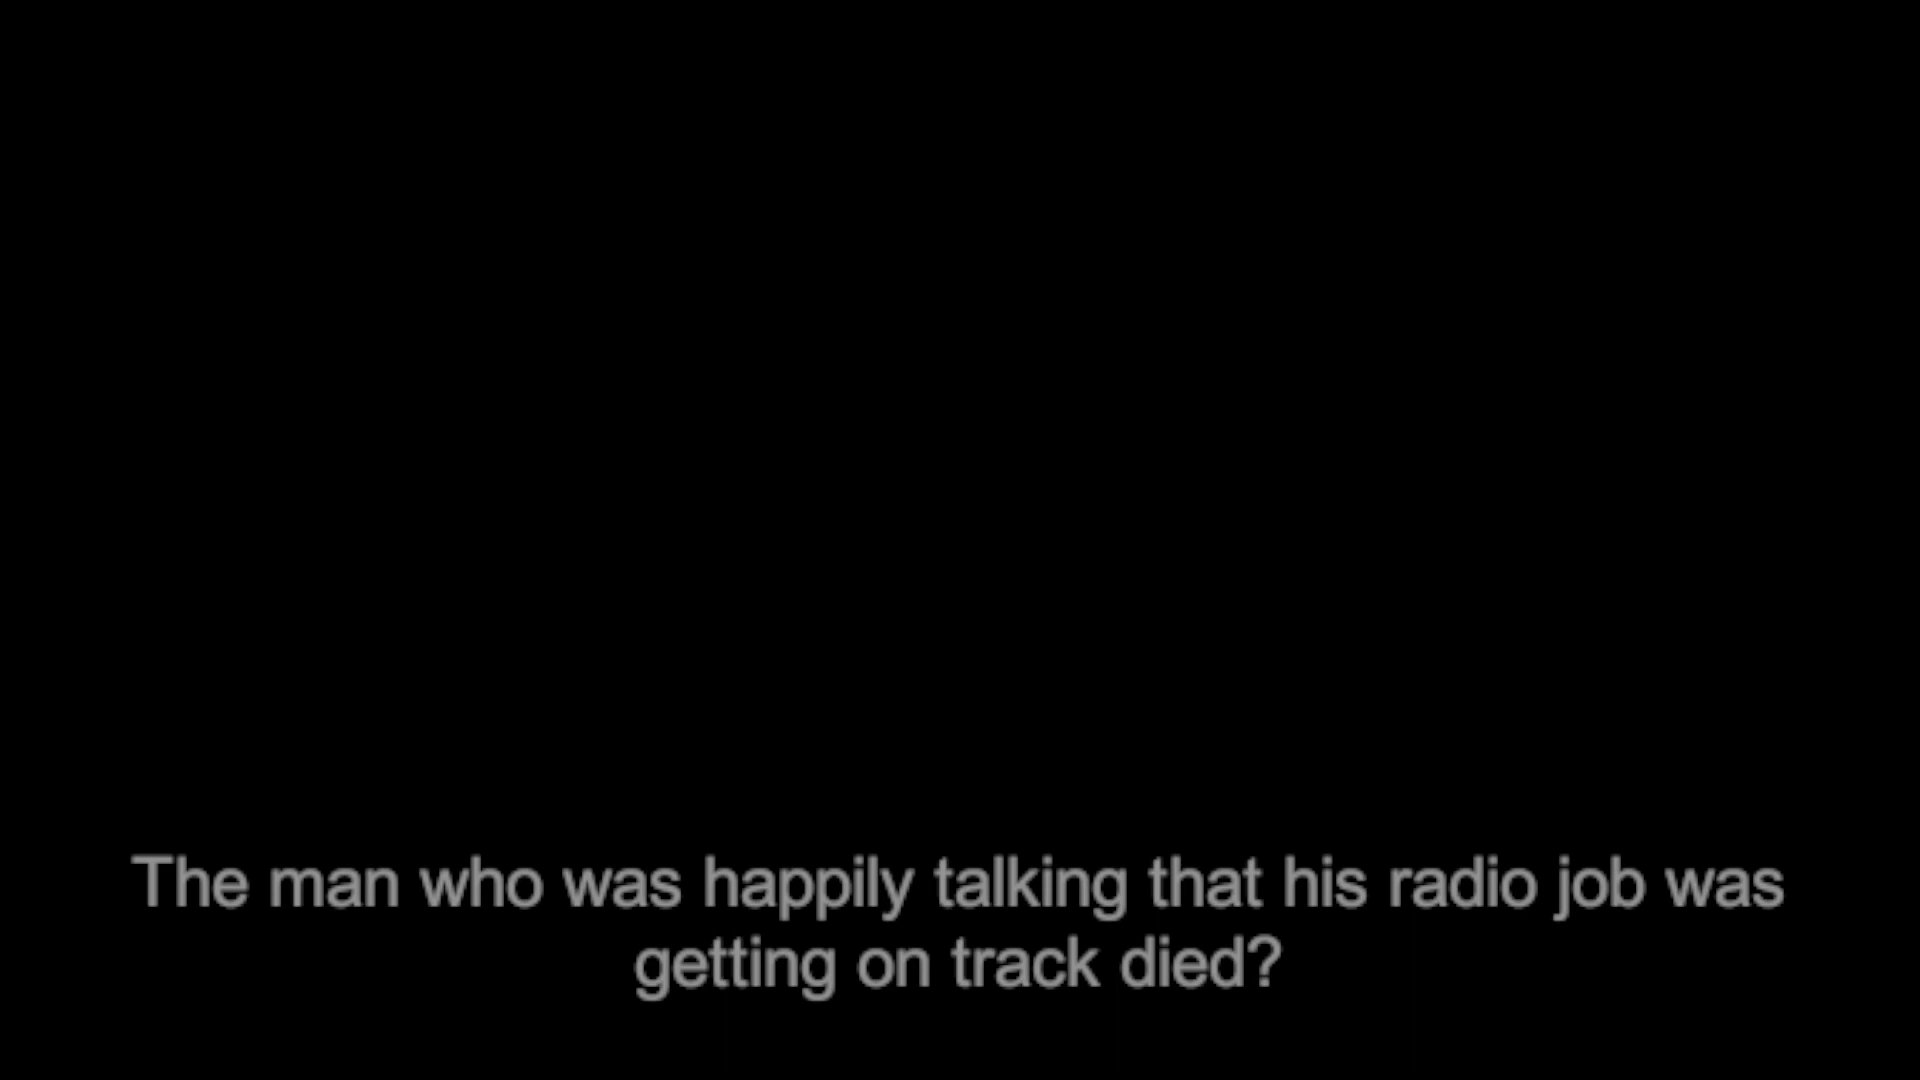 The man who was happily talking that his radio job was
getting on track died?